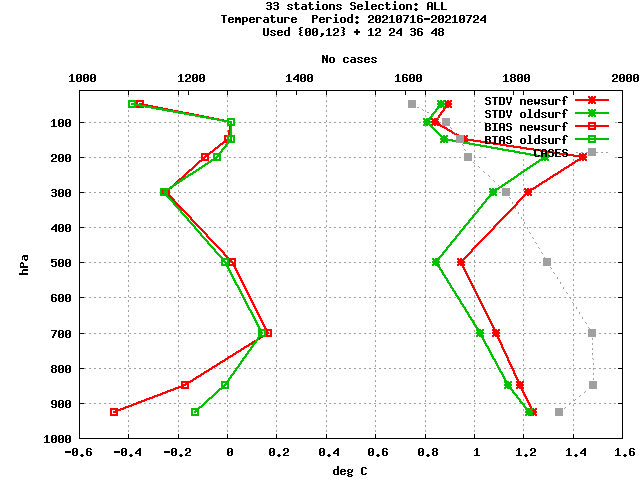 33 stations Selection: ALL
Temperature  Period: 20210716-20210724
Used {00,12} + 12 24 36 48
No cases
1000 1200 1400 1600 1800 2000
STDV newsurf
STDV oldsurf
BIAS newsurf
BIAS oldsurf
CASES
100
200
300
400
500
600
700
800
900
1000
hPa
-0.6 -0.4 -0.2 0 0.2 0.4 0.6 0.8 1 1.2 1.4 1.6
deg C